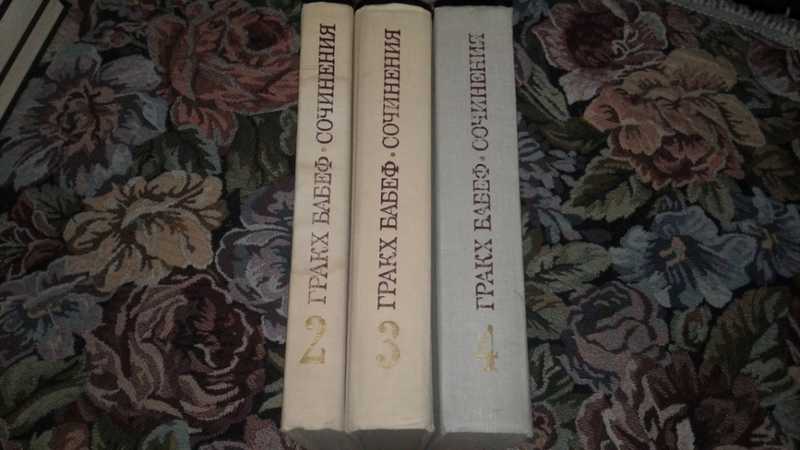 2 ГРАКХ БАБЕФ • СОЧИНЕНИЯ
3 ГРАКХ БАБЕФ • СОЧИНЕНИЯ
4 ГРАКХ БАБЕФ • СОЧИНЕНИЯ